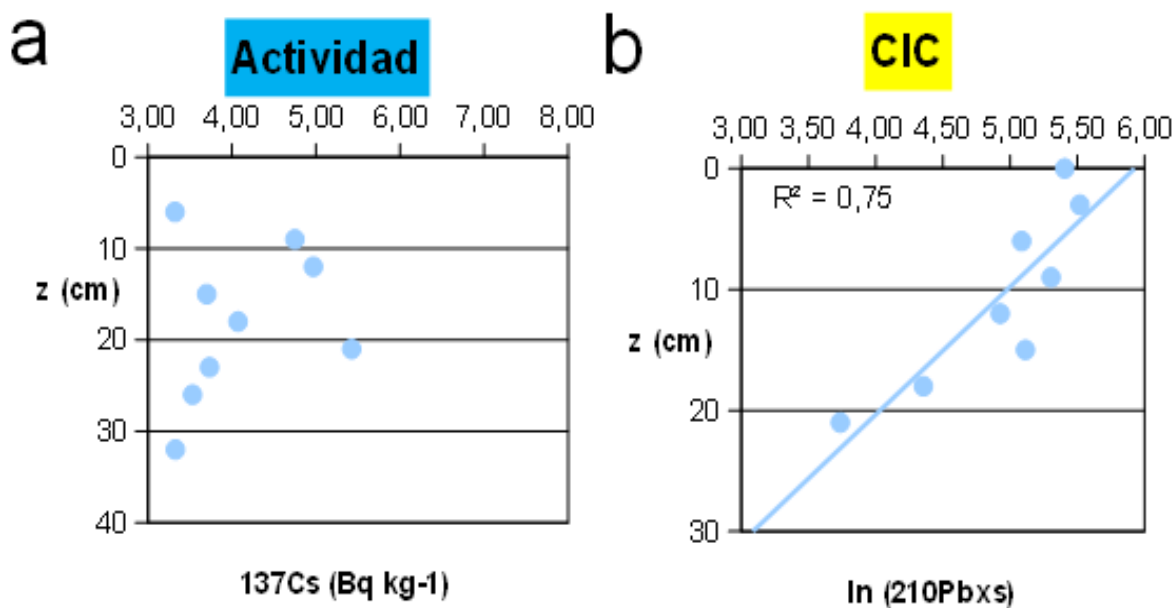 a
Actividad
3,00 4,00 5,00 6,00 7,00 8,00
0
10
z (cm)
20
30
40
137Cs (Bq kg-1)
b
CIC
3,00 3,50 4,00 4,50 5,00 5,50 6,00
0
R² = 0,75
10
z (cm)
20
30
ln (210Pbxs)